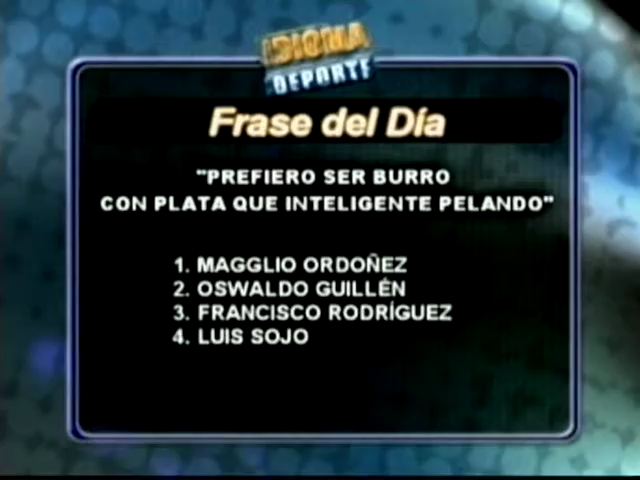 IDIOMA
DEPORTE
Frase del Día
"PREFIERO SER BURRO
CON PLATA QUE INTELIGENTE PELANDO"
1. MAGGLIO ORDOÑEZ
2. OSWALDO GUILLÉN
3. FRANCISCO RODRÍGUEZ
4. LUIS SOJO